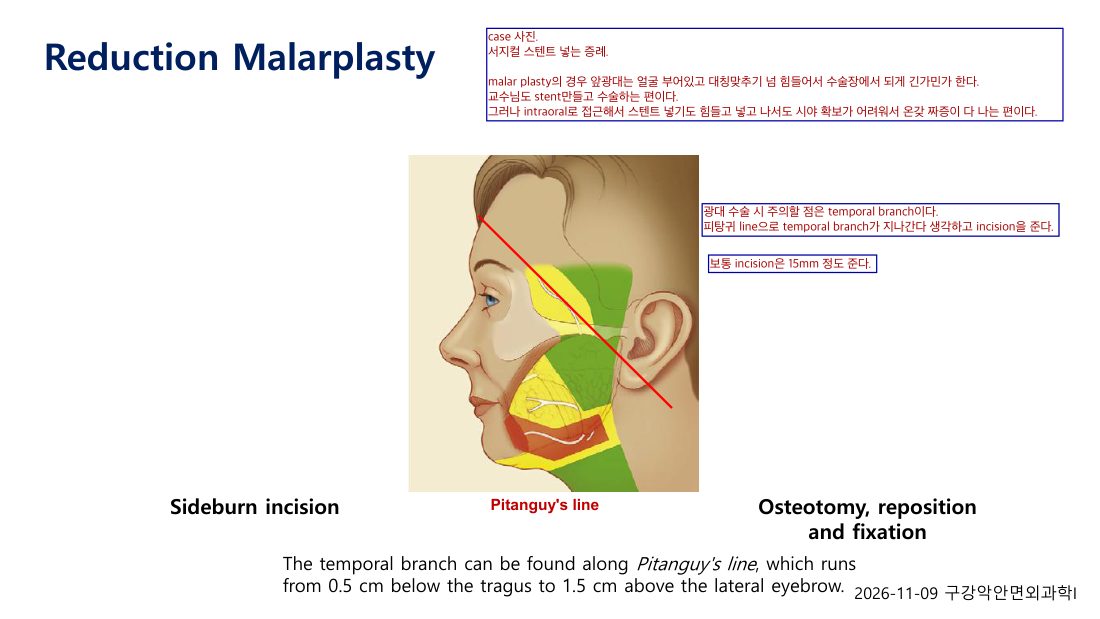 Reduction Malarplasty
case 사진.
서지컬 스텐트 넣는 증례.
malar plasty의 경우 앞광대는 얼굴 부어있고 대칭맞추기 넘 힘들어서 수술장에서 되게 긴가민가 한다.
교수님도 stent만들고 수술하는 편이다.
그러나 intraoral로 접근해서 스텐트 넣기도 힘들고 넣고 나서도 시야 확보가 어려워서 온갖 짜증이 다 나는 편이다.
광대 수술 시 주의할 점은 temporal branch이다.
피탕귀 line으로 temporal branch가 지나간다 생각하고 incision을 준다.
보통 incision은 15mm 정도 준다.
Sideburn incision
Pitanguy's line
Osteotomy, reposition
and fixation
The temporal branch can be found along Pitanguy's line, which runs
from 0.5 cm below the tragus to 1.5 cm above the lateral eyebrow.
2026-11-09 구강악안면외과학I